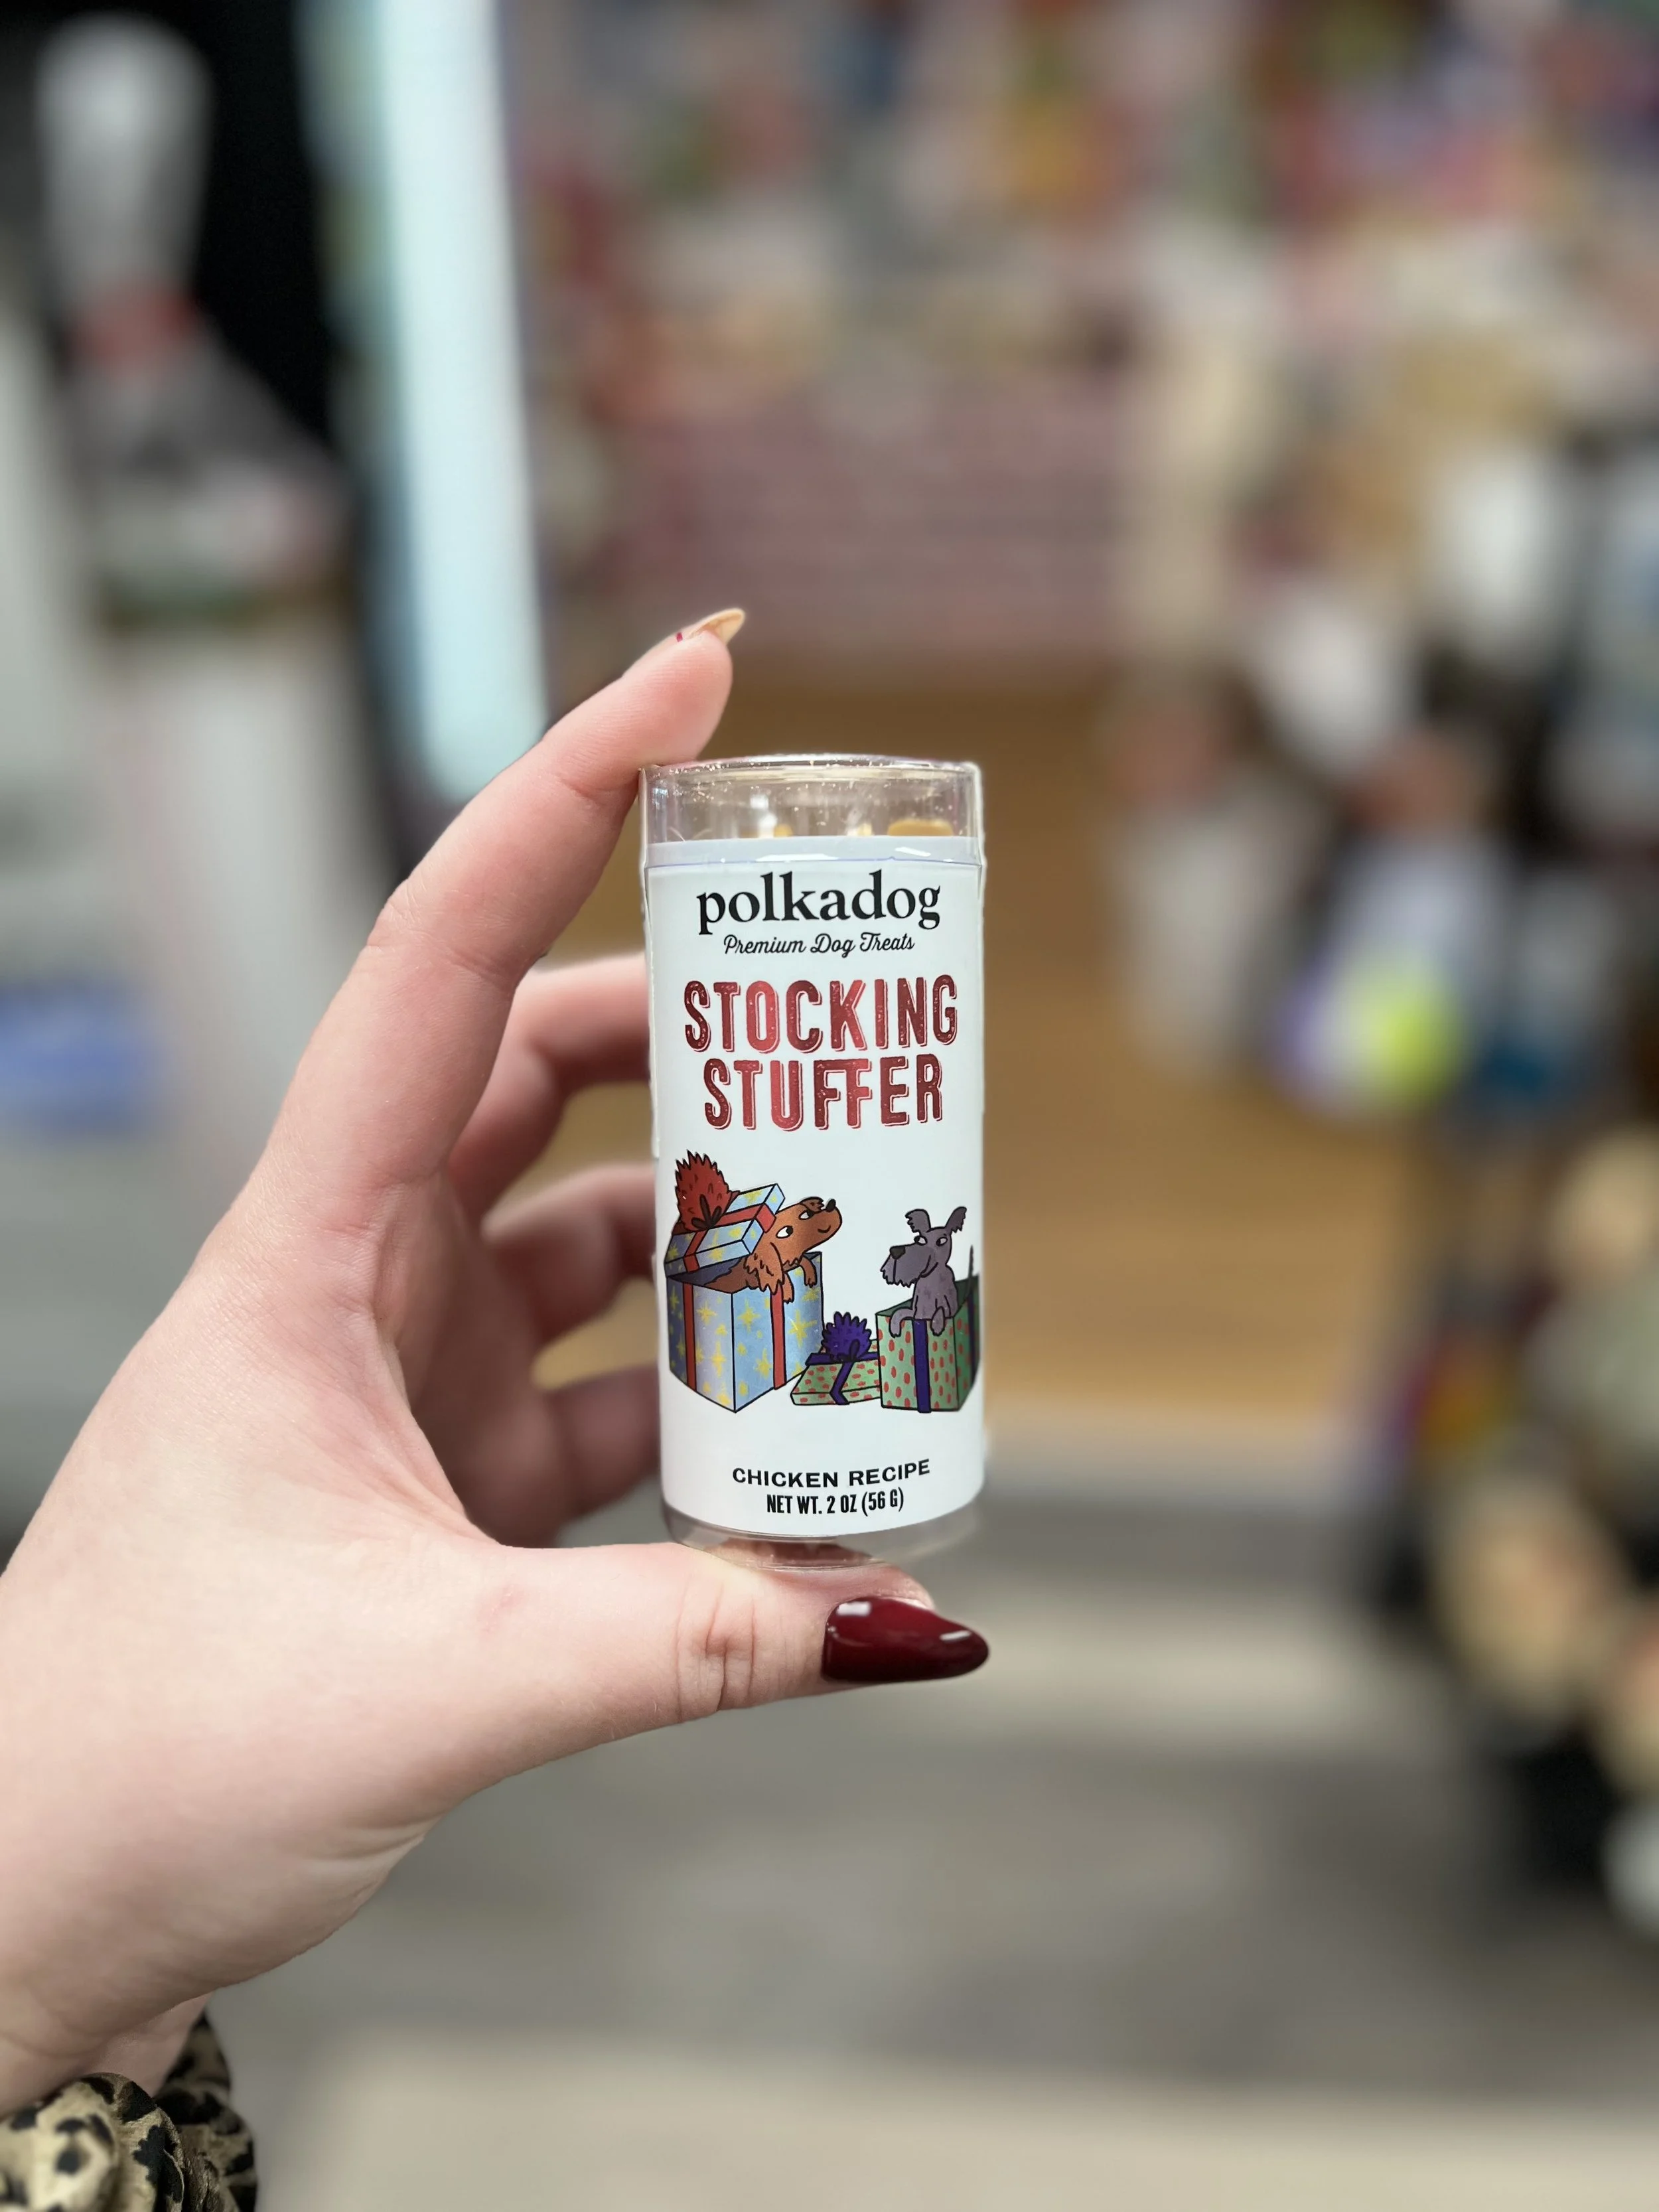 polkadog
Premium Dog Treats
STOCKING
STUFFER
CHICKEN RECIPE
NET WT. 2 OZ (56 G)